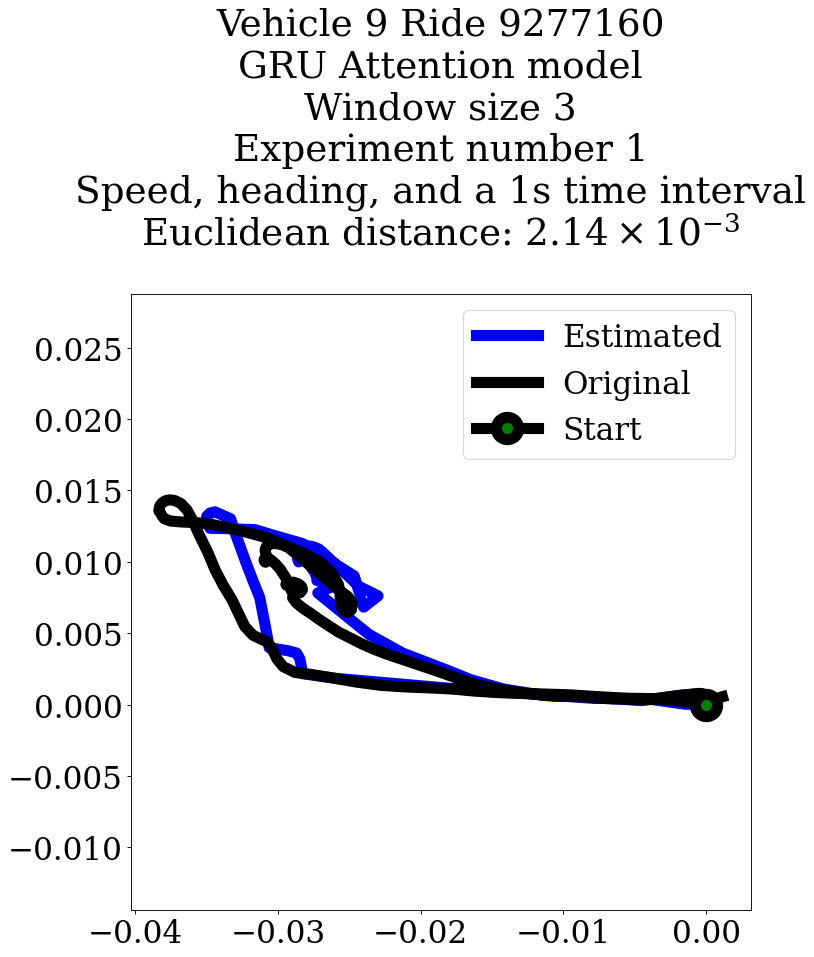 Vehicle 9 Ride 9277160
GRU Attention model
Window size 3
Experiment number 1
Speed, heading, and a 1s time interval
Euclidean distance: 2.14 × 10⁻³
Estimated
Original
Start
0.025
0.020
0.015
0.010
0.005
0.000
−0.005
−0.010
−0.04 −0.03 −0.02 −0.01 0.00